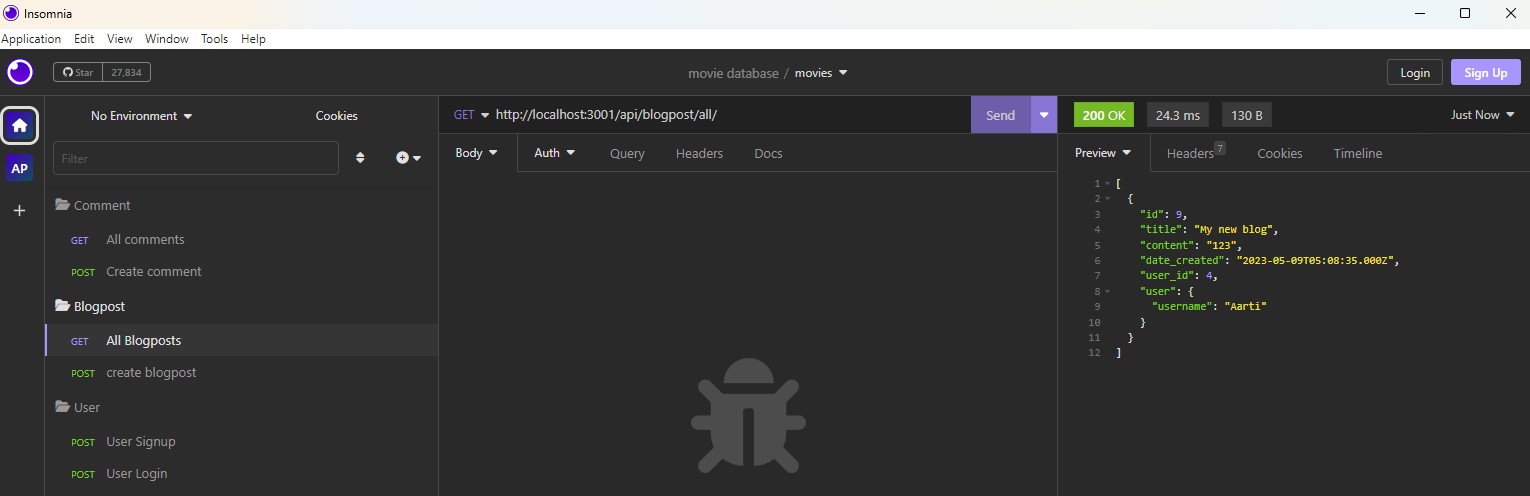 Insomnia
Application Edit View Window Tools Help
Star 27,834
movie database / movies
Login Sign Up
No Environment Cookies
GET http://localhost:3001/api/blogpost/all/ Send
200 OK 24.3 ms 130 B Just Now
Filter
Body Auth Query Headers Docs
Preview Headers 7 Cookies Timeline
AP
Comment
GET All comments
POST Create comment
Blogpost
GET All Blogposts
POST create blogpost
User
POST User Signup
POST User Login
1 [
2 {
3 "id": 9,
4 "title": "My new blog",
5 "content": "123",
6 "date_created": "2023-05-09T05:08:35.000Z",
7 "user_id": 4,
8 "user": {
9 "username": "Aarti"
10 }
11 }
12 ]